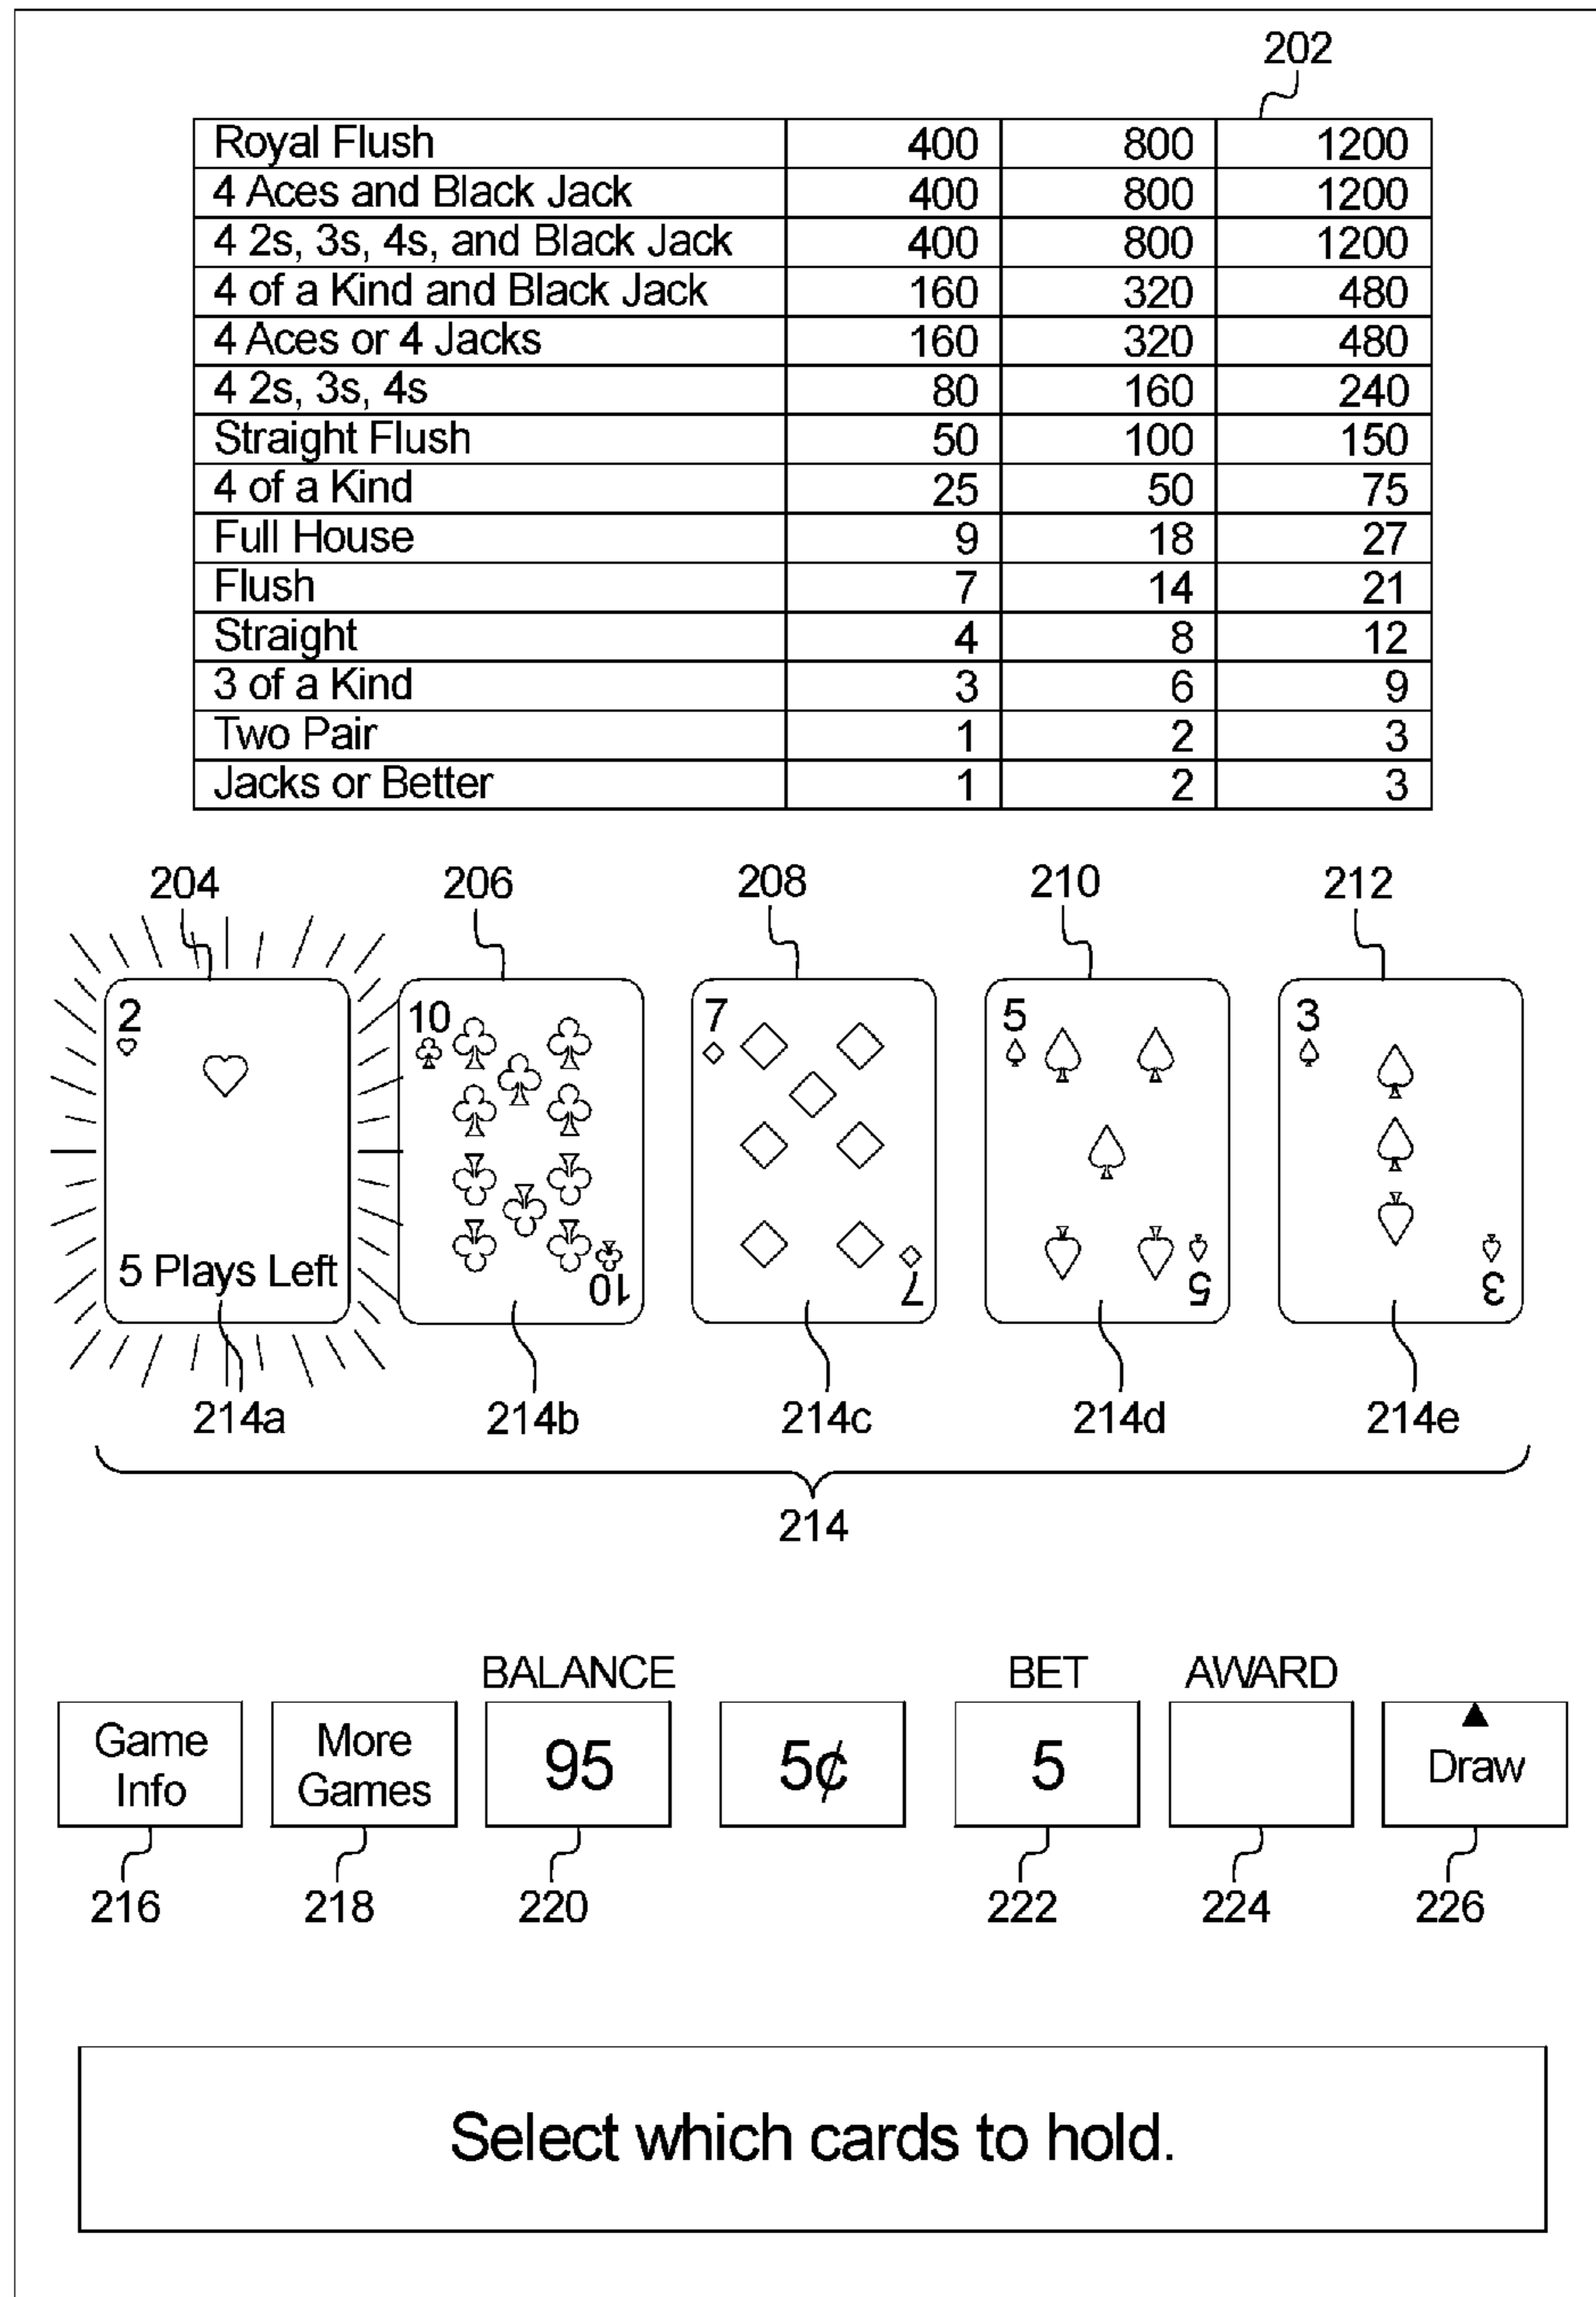 202
Royal Flush 400 800 1200
4 Aces and Black Jack 400 800 1200
4 2s, 3s, 4s, and Black Jack 400 800 1200
4 of a Kind and Black Jack 160 320 480
4 Aces or 4 Jacks 160 320 480
4 2s, 3s, 4s 80 160 240
Straight Flush 50 100 150
4 of a Kind 25 50 75
Full House 9 18 27
Flush 7 14 21
Straight 4 8 12
3 of a Kind 3 6 9
Two Pair 1 2 3
Jacks or Better 1 2 3
204 206 208 210 212
2 10 7 5 3
5 Plays Left 10 7 5 3
214a 214b 214c 214d 214e
214
BALANCE BET AWARD
Game Info More Games 95 5¢ 5 Draw
216 218 220 222 224 226
Select which cards to hold.